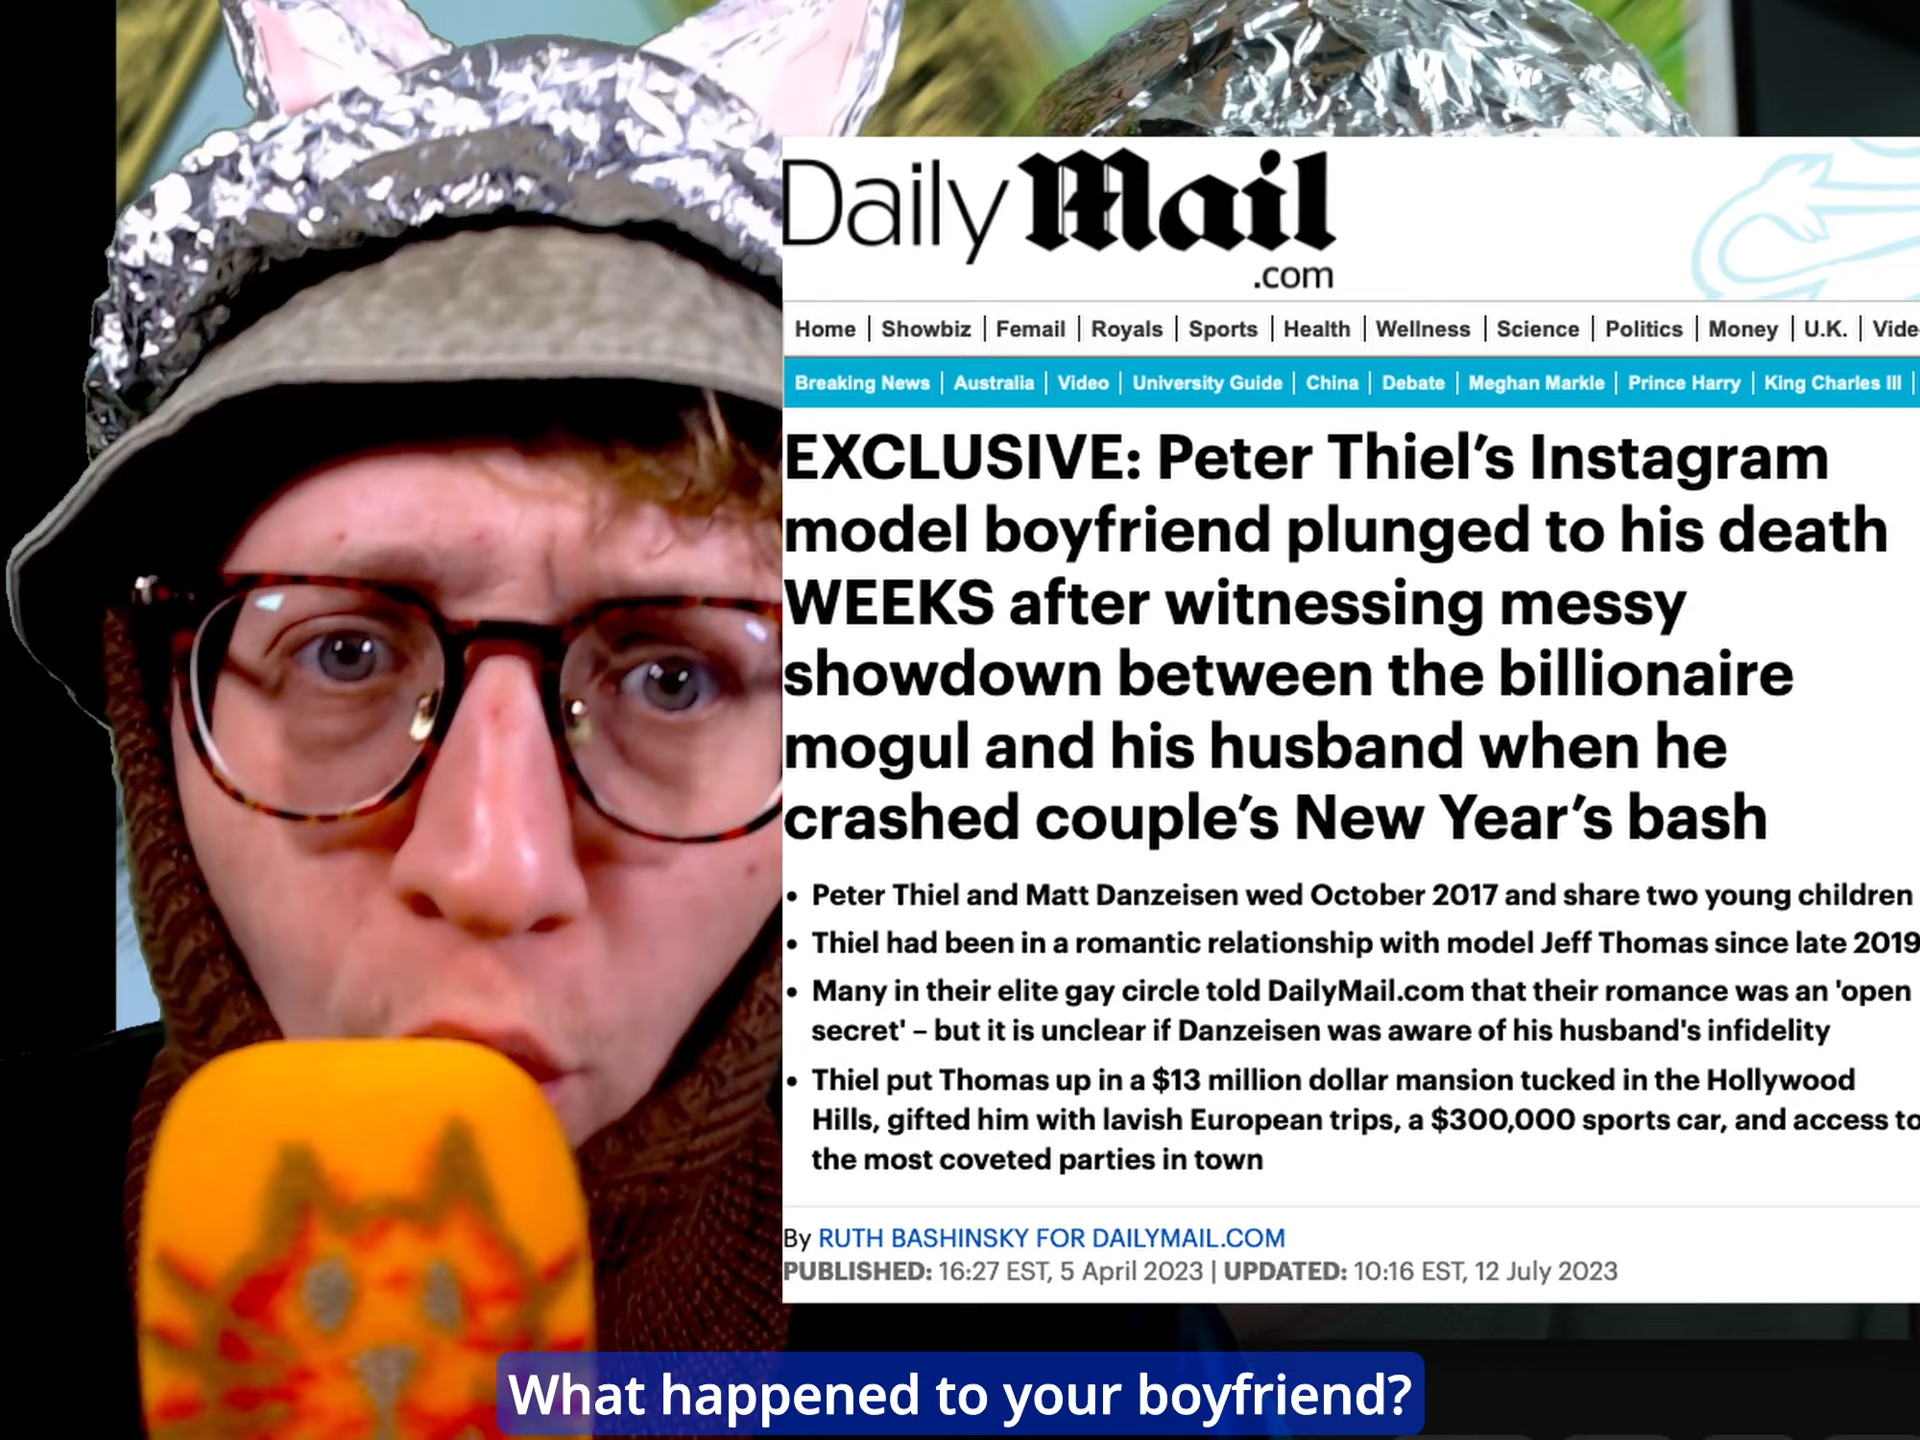 Daily Mail
.com
Home | Showbiz | Femail | Royals | Sports | Health | Wellness | Science | Politics | Money | U.K. |
Breaking News | Australia | Video | University Guide | China | Debate | Meghan Markle | Prince Harry | King Charles III |
EXCLUSIVE: Peter Thiel's Instagram
model boyfriend plunged to his death
WEEKS after witnessing messy
showdown between the billionaire
mogul and his husband when he
crashed couple's New Year's bash
• Peter Thiel and Matt Danzeisen wed October 2017 and share two young children
• Thiel had been in a romantic relationship with model Jeff Thomas since late 2019
• Many in their elite gay circle told DailyMail.com that their romance was an 'open
secret' – but it is unclear if Danzeisen was aware of his husband's infidelity
• Thiel put Thomas up in a $13 million dollar mansion tucked in the Hollywood
Hills, gifted him with lavish European trips, a $300,000 sports car, and access to
the most coveted parties in town
By RUTH BASHINSKY FOR DAILYMAIL.COM
PUBLISHED: 16:27 EST, 5 April 2023 | UPDATED: 10:16 EST, 12 July 2023
What happened to your boyfriend?